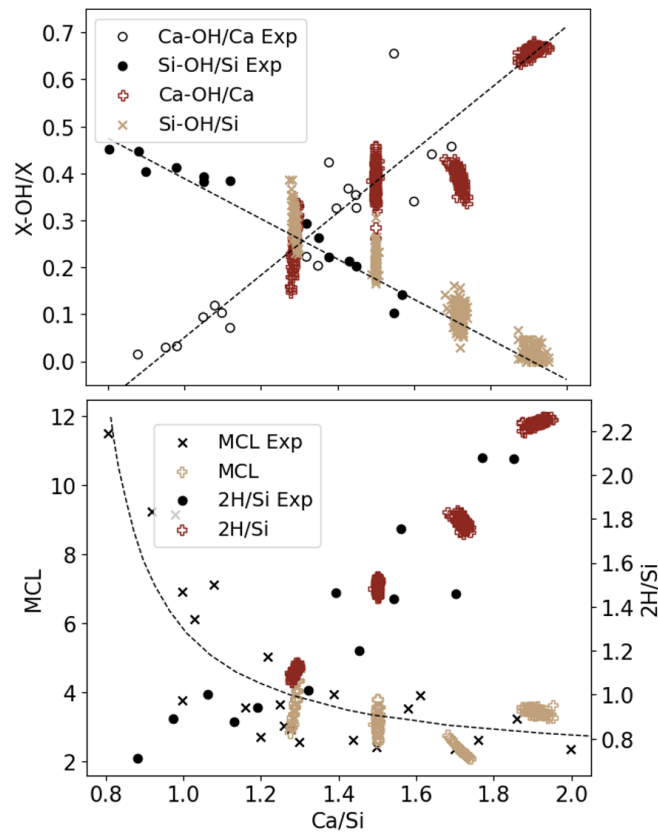 0.7
0.6
0.5
0.4
0.3
0.2
0.1
0.0
X-OH/X
Ca-OH/Ca Exp
Si-OH/Si Exp
Ca-OH/Ca
Si-OH/Si
12
10
8
6
4
2
MCL
MCL Exp
MCL
2H/Si Exp
2H/Si
2.2
2.0
1.8
1.6
1.4
1.2
1.0
0.8
2H/Si
0.8 1.0 1.2 1.4 1.6 1.8 2.0
Ca/Si